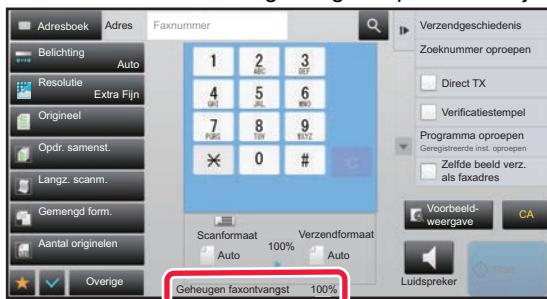 Adresboek
Adres
Faxnummer
Verzendgeschiedenis
Belichting
Auto
Zoeknummer oproepen
Resolutie
Extra Fijn
Direct TX
Origineel
Verificatiestempel
Opdr. samenst.
Programma oproepen
Geregistreerde inst. oproepen
Langz. scanm.
Zelfde beeld verz.
als faxadres
Gemengd form.
Aantal originelen
Overige
1
2
ABC
3
DEF
4
GHI
5
JKL
6
MNO
7
PQRS
8
TUV
9
WXYZ
0
#
C
Scanformaat
Auto
100%
Verzendformaat
Auto
Geheugen faxontvangst 100%
Voorbeeld-
weergave
CA
Luidspreker
Start